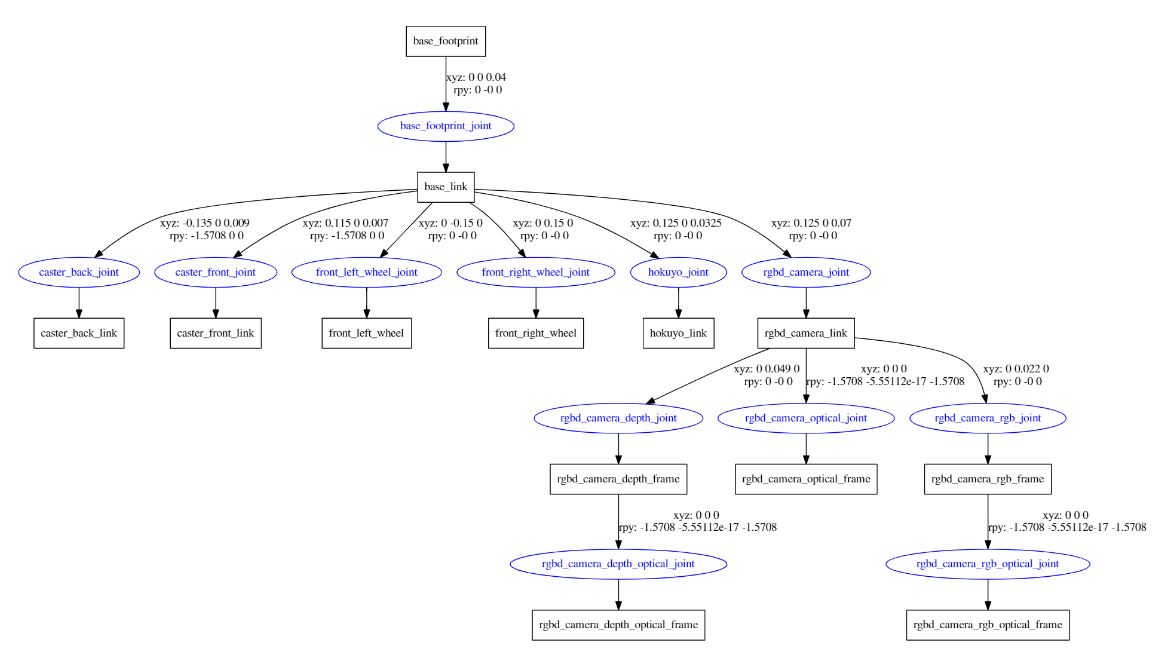 base_footprint
xyz: 0 0 0.04
rpy: 0 -0 0
base_footprint_joint
base_link
xyz: -0.135 0 0.009
rpy: -1.5708 0 0
xyz: 0.115 0 0.007
rpy: -1.5708 0 0
xyz: 0 -0.15 0
rpy: 0 -0 0
xyz: 0 0.15 0
rpy: 0 -0 0
xyz: 0.125 0 0.0325
rpy: 0 -0 0
xyz: 0.125 0 0.07
rpy: 0 -0 0
caster_back_joint
caster_front_joint
front_left_wheel_joint
front_right_wheel_joint
hokuyo_joint
rgbd_camera_joint
caster_back_link
caster_front_link
front_left_wheel
front_right_wheel
hokuyo_link
rgbd_camera_link
xyz: 0 0.049 0
rpy: 0 -0 0
xyz: 0 0 0
rpy: -1.5708 -5.55112e-17 -1.5708
xyz: 0 0.022 0
rpy: 0 -0 0
rgbd_camera_depth_joint
rgbd_camera_optical_joint
rgbd_camera_rgb_joint
rgbd_camera_depth_frame
rgbd_camera_optical_frame
rgbd_camera_rgb_frame
xyz: 0 0 0
rpy: -1.5708 -5.55112e-17 -1.5708
xyz: 0 0 0
rpy: -1.5708 -5.55112e-17 -1.5708
rgbd_camera_depth_optical_joint
rgbd_camera_rgb_optical_joint
rgbd_camera_depth_optical_frame
rgbd_camera_rgb_optical_frame